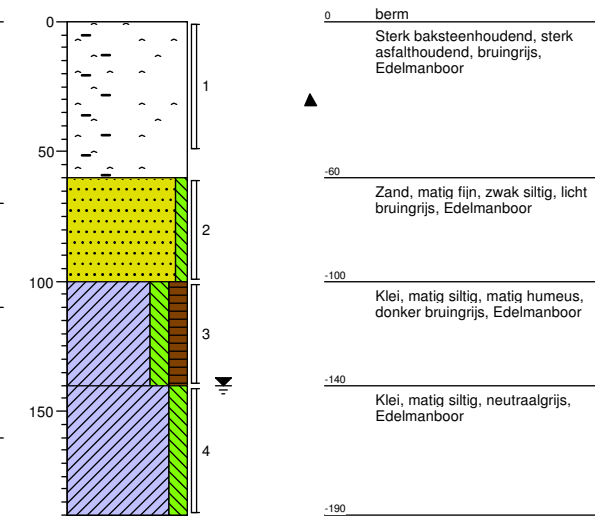 0
50
100
150
1
2
3
4
0 berm
Sterk baksteenhoudend, sterk
asfalthoudend, bruingrijs,
Edelmanboor
-60
Zand, matig fijn, zwak siltig, licht
bruingrijs, Edelmanboor
-100
Klei, matig siltig, matig humeus,
donker bruingrijs, Edelmanboor
-140
Klei, matig siltig, neutraalgrijs,
Edelmanboor
-190